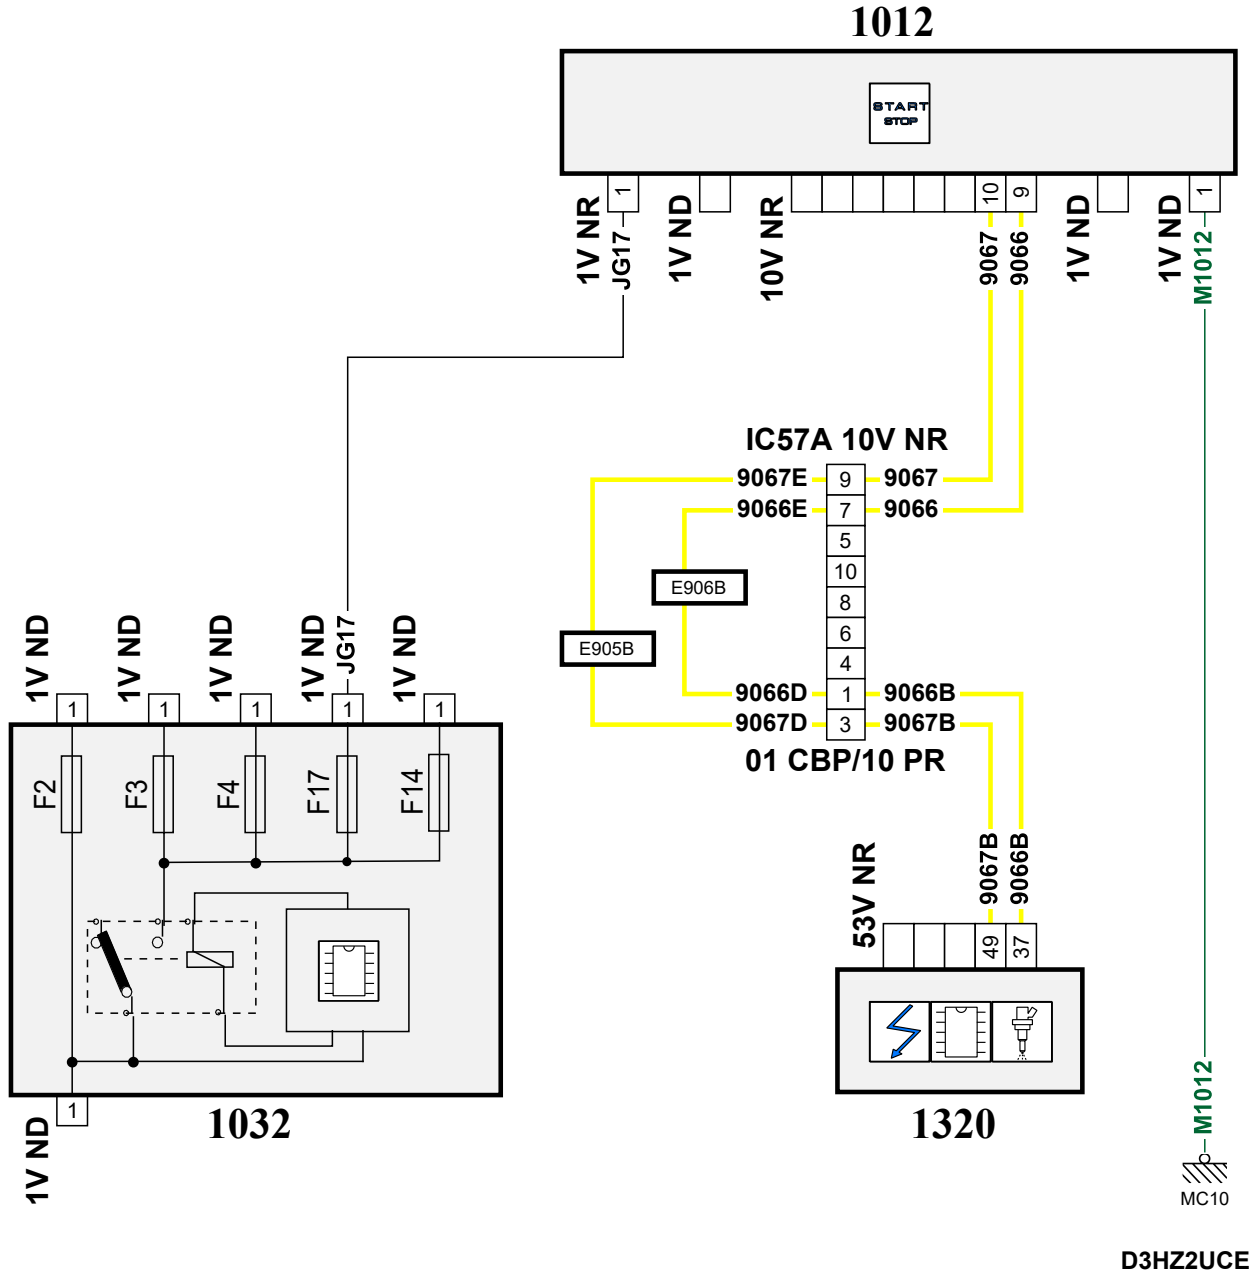 1012
START
STOP
1 10 9 1
1V NR JG17 1V ND 10V NR 9067 9066 1V ND 1V ND M1012
IC57A 10V NR
9067E 9 9067
9066E 7 9066
5
10
E906B
8
6
E905B
4
9066D 1 9066B
9067D 3 9067B
01 CBP/10 PR
1V ND 1V ND 1V ND 1V ND JG17 1V ND
1 1 1 1 1
F2 F3 F4 F17 F14
53V NR 9067B 9066B
49 37
1
1V ND
1032
1320
M1012
MC10
D3HZ2UCE